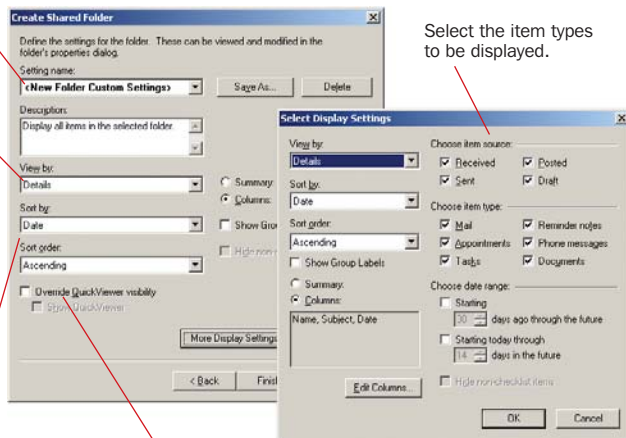 Create Shared Folder
Define the settings for the folder. These can be viewed and modified in the
folder's properties dialog.
Setting name:
<New Folder Custom Settings>
Save As...
Delete
Description:
Display all items in the selected folder.
View by:
Details
Summary
Columns:
Sort by:
Date
Show Grou
Hide non-
Sort order:
Ascending
Override QuickViewer visibility
Show QuickViewer
More Display Settings
< Back
Finis
Select the item types
to be displayed.
Select Display Settings
View by:
Details
Sort by:
Date
Sort order:
Ascending
Show Group Labels
Summary
Columns:
Name, Subject, Date
Edit Columns...
Choose item source:
Received
Posted
Sent
Draft
Choose item type:
Mail
Reminder notes
Appointments
Phone messages
Tasks
Documents
Choose date range:
Starting
30 days ago through the future
Starting today through
14 days in the future
Hide non-checklist items
OK
Cancel